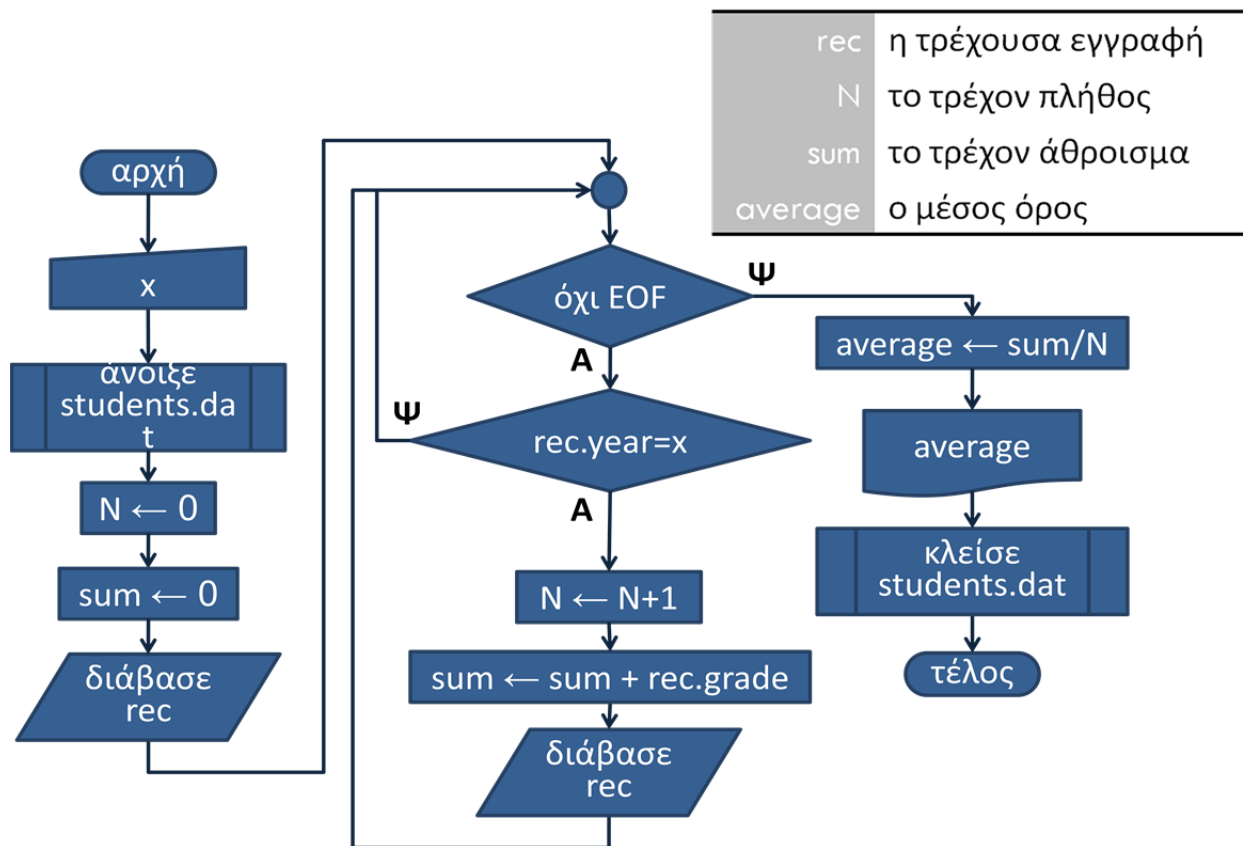 rec η τρέχουσα εγγραφή
N το τρέχον πλήθος
sum το τρέχον άθροισμα
average ο μέσος όρος
αρχή
x
άνοιξε
students.da
t
N ← 0
sum ← 0
διάβασε
rec
όχι EOF
Ψ
Α
rec.year=x
Ψ
Α
N ← N+1
sum ← sum + rec.grade
διάβασε
rec
average ← sum/N
average
κλείσε
students.dat
τέλος